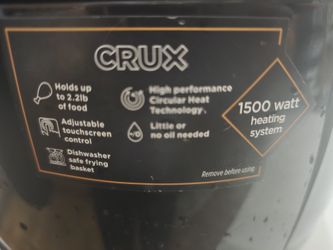 CRUX
Holds up
to 2.2lb
of food
High performance
Circular Heat
Technology.
Adjustable
touchscreen
control
Little or
no oil needed
Dishwasher
safe frying
basket
1500 watt
heating
system
Remove before using